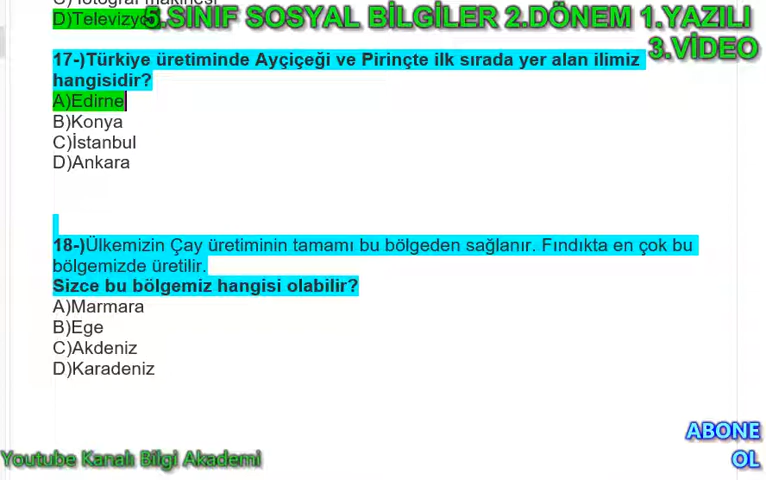 D)Televizyon
5.SINIF SOSYAL BİLGİLER 2.DÖNEM 1.YAZILI
3.VİDEO
17-)Türkiye üretiminde Ayçiçeği ve Pirinçte ilk sırada yer alan ilimiz
hangisidir?
A)Edirne
B)Konya
C)İstanbul
D)Ankara
18-)Ülkemizin Çay üretiminin tamamı bu bölgeden sağlanır. Fındıkta en çok bu
bölgemizde üretilir.
Sizce bu bölgemiz hangisi olabilir?
A)Marmara
B)Ege
C)Akdeniz
D)Karadeniz
ABONE
OL
Youtube Kanalı Bilgi Akademi